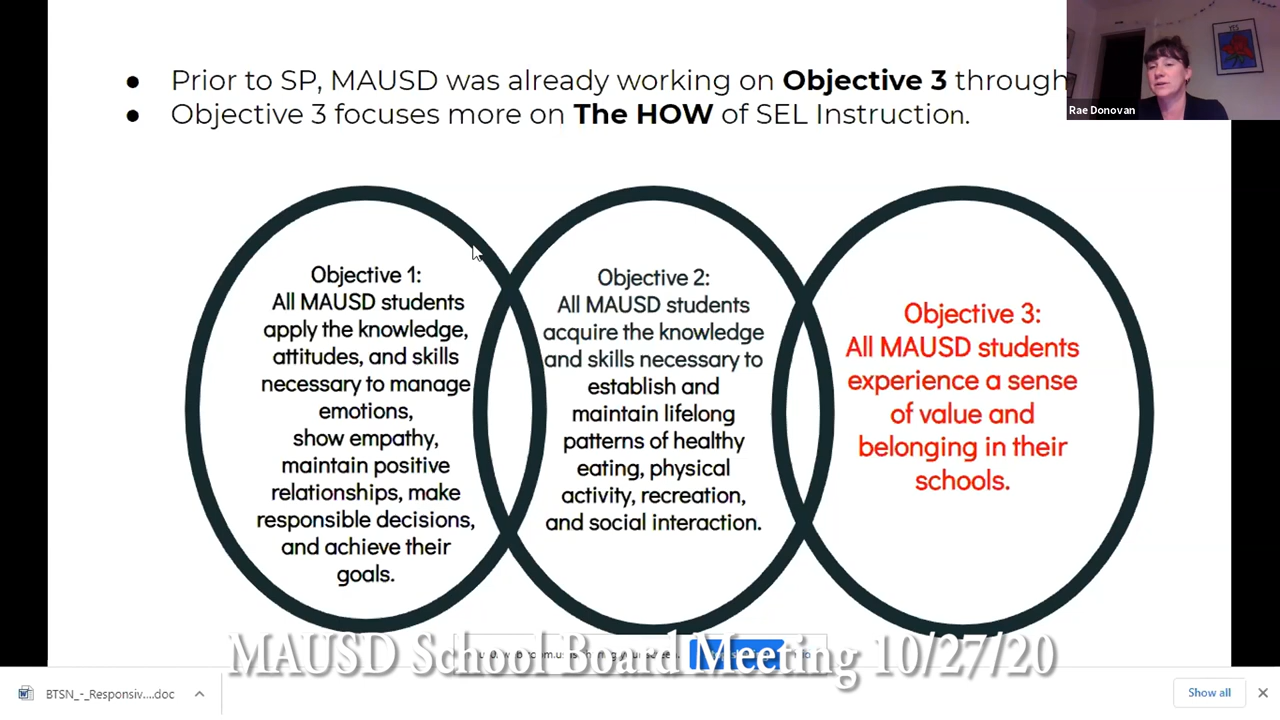 ● Prior to SP, MAUSD was already working on Objective 3 through
● Objective 3 focuses more on The HOW of SEL Instruction.
YES
Rae Donovan
Objective 1:
All MAUSD students
apply the knowledge,
attitudes, and skills
necessary to manage
emotions,
show empathy,
maintain positive
relationships, make
responsible decisions,
and achieve their
goals.
Objective 2:
All MAUSD students
acquire the knowledge
and skills necessary to
establish and
maintain lifelong
patterns of healthy
eating, physical
activity, recreation,
and social interaction.
Objective 3:
All MAUSD students
experience a sense
of value and
belonging in their
schools.
MAUSD School Board Meeting 10/27/20
BTSN_-_Responsiv....doc
Show all